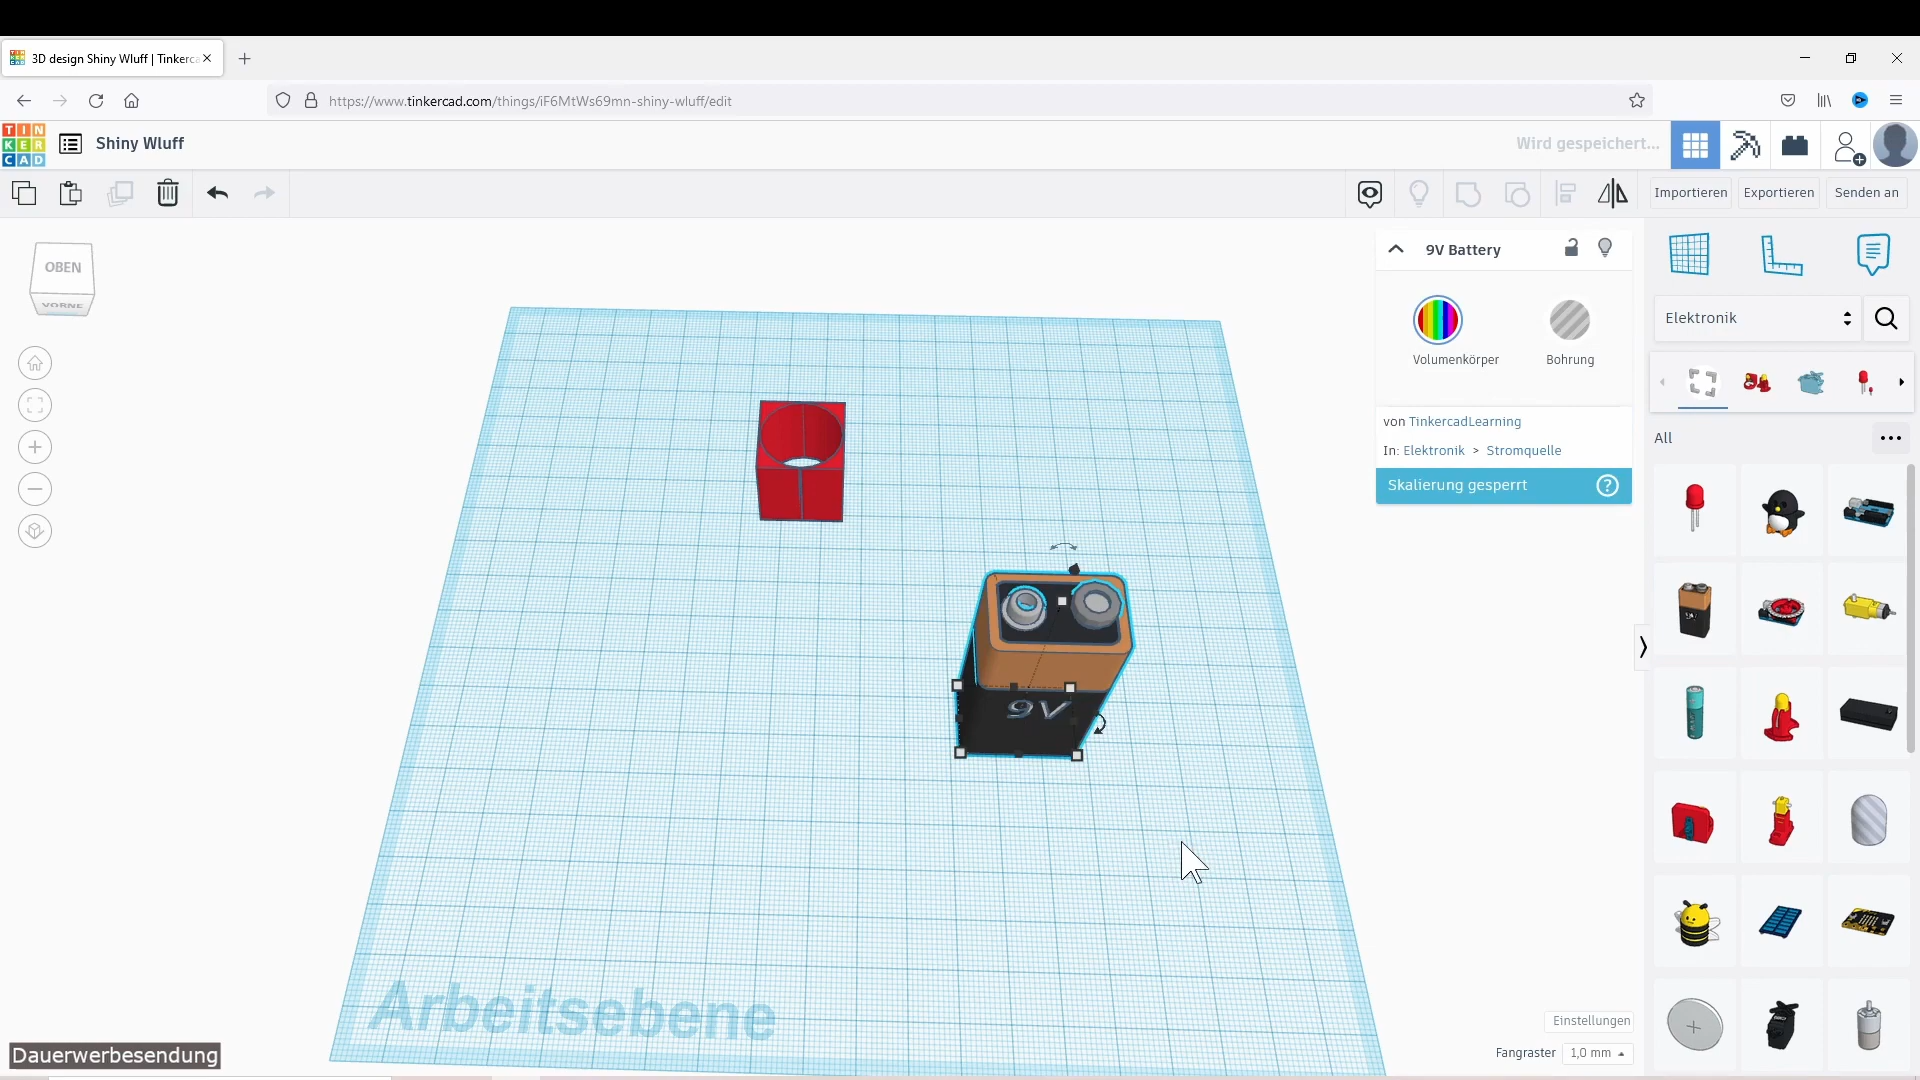 3D design Shiny Wluff | Tinkerca
https://www.tinkercad.com/things/iF6MtWs69mn-shiny-wluff/edit
TIN
KER
CAD
Shiny Wluff
Wird gespeichert...
Importieren
Exportieren
Senden an
OBEN
VORNE
9V Battery
Volumenkörper
Bohrung
von TinkercadLearning
In: Elektronik > Stromquelle
Skalierung gesperrt
?
Elektronik
All
9V
Arbeitsebene
Einstellungen
Fangraster
1,0 mm
Dauerwerbesendung